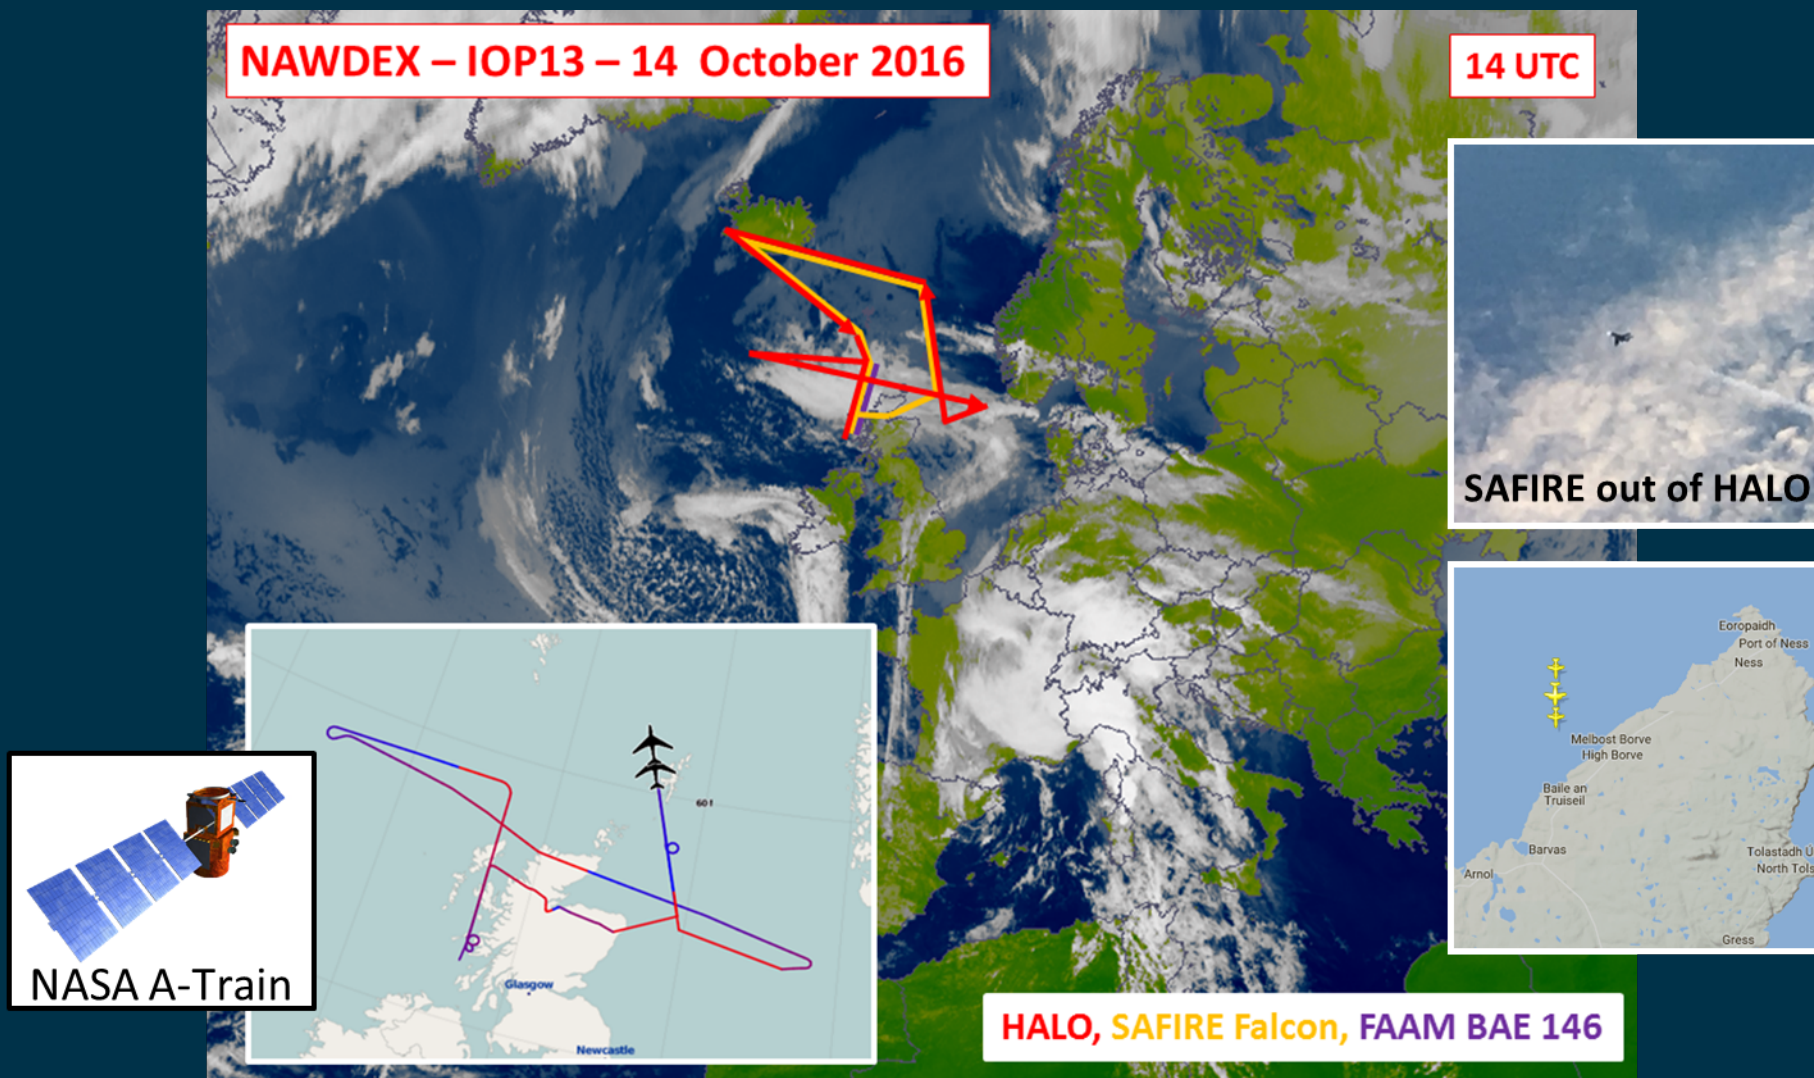 NAWDEX – IOP13 – 14 October 2016
14 UTC
SAFIRE out of HALO
Eoropaidh
Port of Ness
Ness
Melbost Borve
High Borve
Baile an
Truiseil
Barvas
Arnol
Tolastadh
North Tols
Gress
60
Glasgow
Newcastle
NASA A-Train
HALO, SAFIRE Falcon, FAAM BAE 146